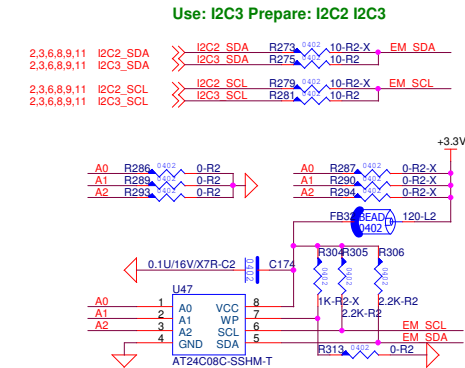 Use: I2C3 Prepare: I2C2 I2C3
2,3,6,8,9,11 I2C2_SDA I2C2_SDA R273 0402 10-R2-X EM_SDA
2,3,6,8,9,11 I2C3_SDA I2C3_SDA R275 10-R2
2,3,6,8,9,11 I2C2_SCL I2C2_SCL R279 0402 10-R2-X EM_SCL
2,3,6,8,9,11 I2C3_SCL I2C3_SCL R281 10-R2
+3.3V
A0 R286 0402 0-R2 A0 R287 0402 0-R2-X
A1 R289 0402 0-R2 A1 R290 0402 0-R2-X
A2 R293 0402 0-R2 A2 R294 0402 0-R2-X
BEAD 120-L2
0402
R304 R305 R306
0.1U/16V/X7R-C2 0402 C174
0402 0402 0402
U47
1K-R2-X 2.2K-R2
2.2K-R2
A0 1 A0 VCC 8
A1 2 A1 WP 7
A2 3 A2 SCL 6 EM_SCL
4 GND SDA 5 EM_SDA
R313 0402 0-R2
AT24C08C-SSHM-T